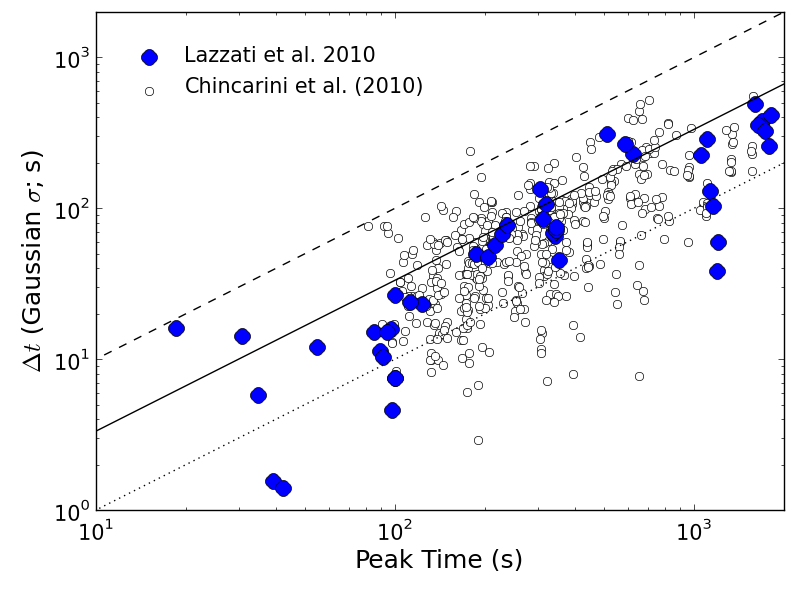 10³
Lazzati et al. 2010
Chincarini et al. (2010)
10²
Δt (Gaussian σ; s)
10¹
10⁰
10¹
10²
10³
Peak Time (s)